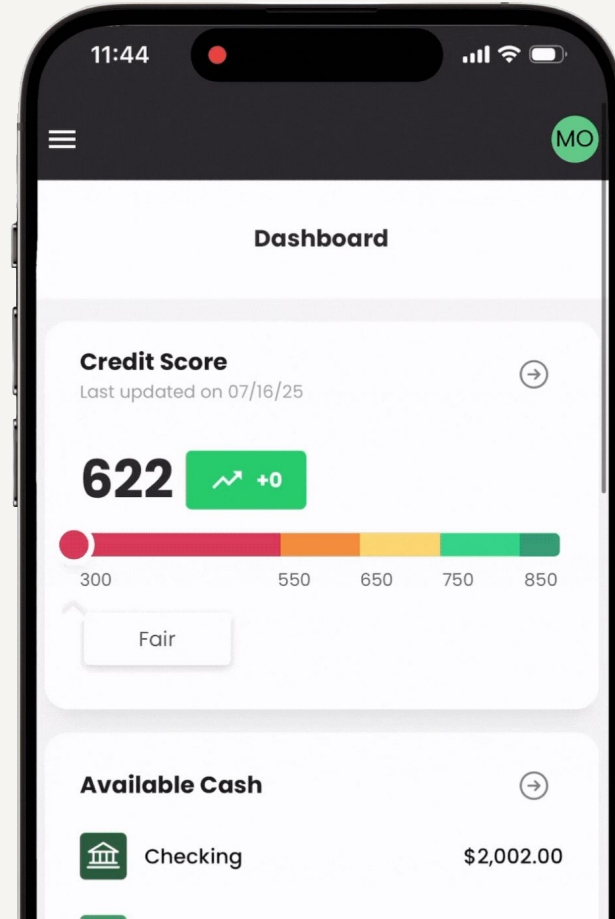 11:44
MO
Dashboard
Credit Score
Last updated on 07/16/25
622 +0
300 550 650 750 850
Fair
Available Cash
Checking $2,002.00